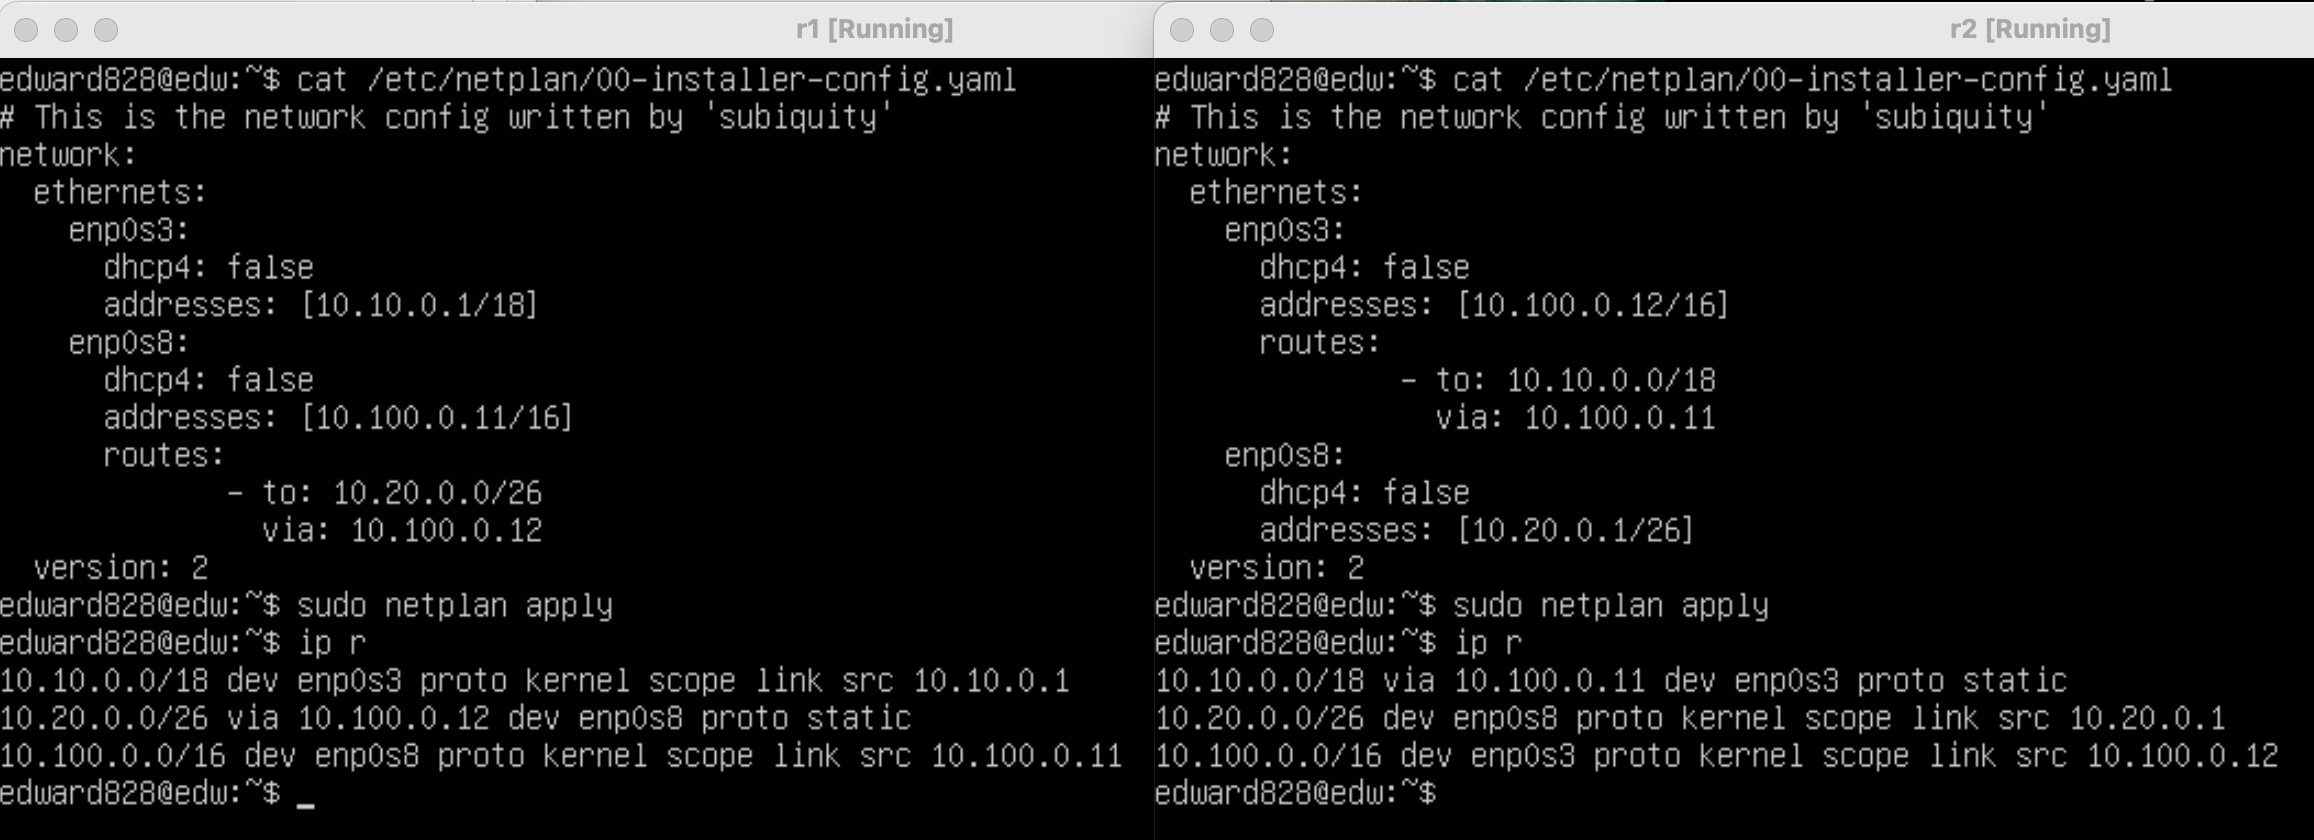 r1 [Running]
edward828@edw:~$ cat /etc/netplan/00-installer-config.yaml
# This is the network config written by 'subiquity'
network:
  ethernets:
    enp0s3:
      dhcp4: false
      addresses: [10.10.0.1/18]
    enp0s8:
      dhcp4: false
      addresses: [10.100.0.11/16]
      routes:
             - to: 10.20.0.0/26
               via: 10.100.0.12
  version: 2
edward828@edw:~$ sudo netplan apply
edward828@edw:~$ ip r
10.10.0.0/18 dev enp0s3 proto kernel scope link src 10.10.0.1
10.20.0.0/26 via 10.100.0.12 dev enp0s8 proto static
10.100.0.0/16 dev enp0s8 proto kernel scope link src 10.100.0.11
edward828@edw:~$ _
r2 [Running]
edward828@edw:~$ cat /etc/netplan/00-installer-config.yaml
# This is the network config written by 'subiquity'
network:
  ethernets:
    enp0s3:
      dhcp4: false
      addresses: [10.100.0.12/16]
      routes:
              - to: 10.10.0.0/18
                via: 10.100.0.11
    enp0s8:
      dhcp4: false
      addresses: [10.20.0.1/26]
  version: 2
edward828@edw:~$ sudo netplan apply
edward828@edw:~$ ip r
10.10.0.0/18 via 10.100.0.11 dev enp0s3 proto static
10.20.0.0/26 dev enp0s8 proto kernel scope link src 10.20.0.1
10.100.0.0/16 dev enp0s3 proto kernel scope link src 10.100.0.12
edward828@edw:~$